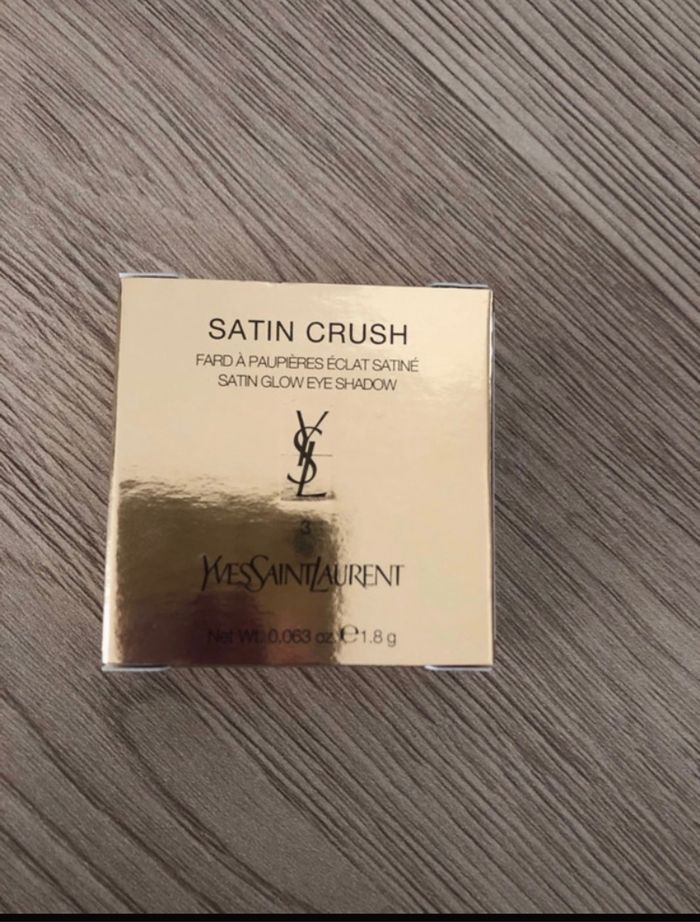 SATIN CRUSH
FARD À PAUPIÈRES ÉCLAT SATINÉ
SATIN GLOW EYE SHADOW
YSL
3
YVESSAINTLAURENT
Net Wt. 0.063 oz. ℮ 1.8 g